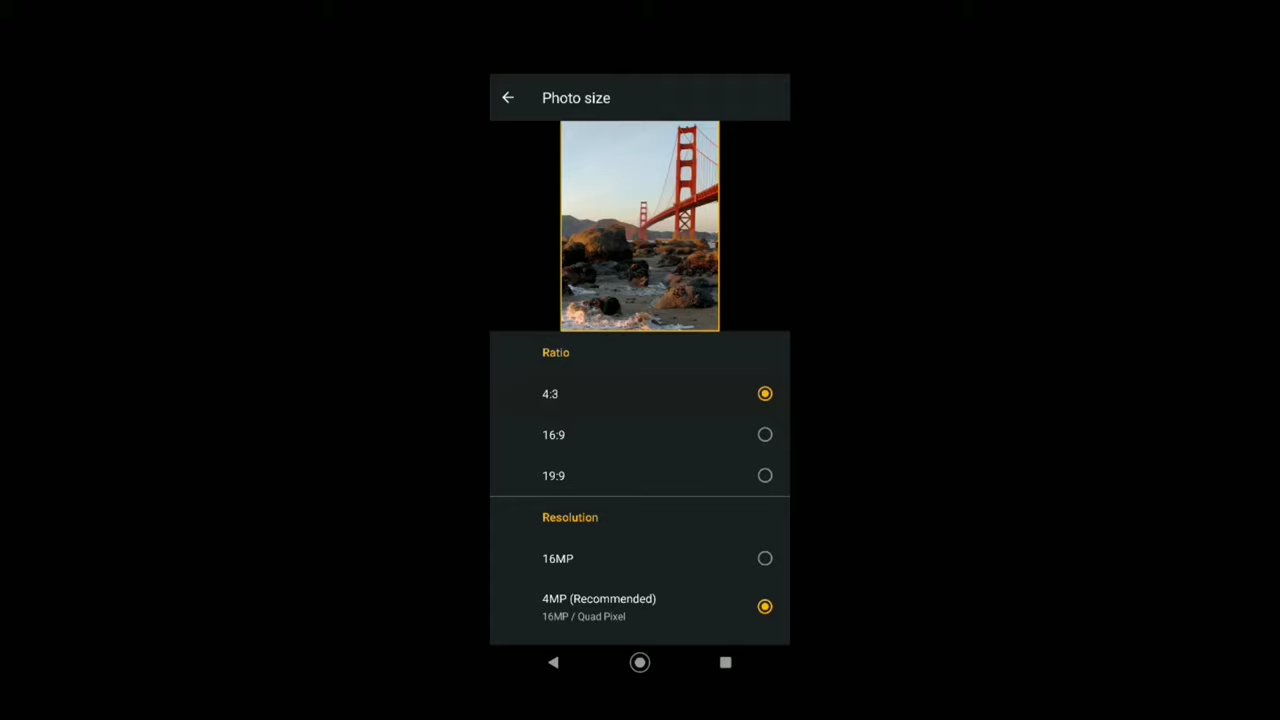 Photo size
Ratio
4:3
16:9
19:9
Resolution
16MP
4MP (Recommended)
16MP / Quad Pixel